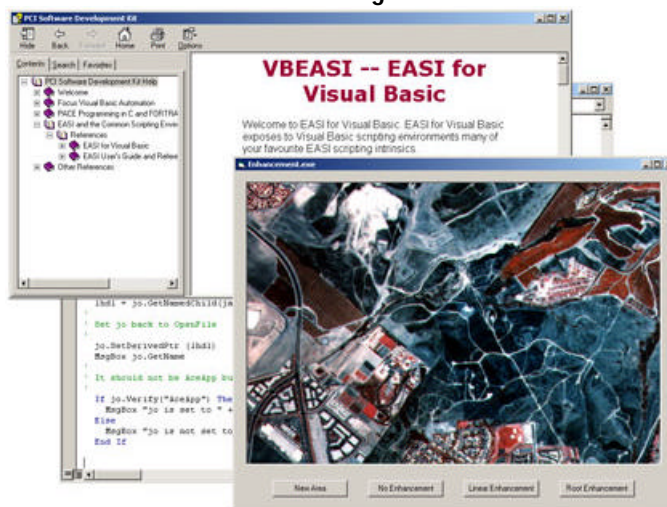 PCI Software Development Kit
Hide Back Forward Home Print Options
Contents Search Favorites
PCI Software Development Kit Help
Welcome
Focus Visual Basic Automation
PACE Programming in C and FORTRA
EASI and the Common Scripting Envir
References
EASI for Visual Basic
EASI User's Guide and Refere
Other References
VBEASI -- EASI for
Visual Basic
Welcome to EASI for Visual Basic. EASI for Visual Basic
exposes to Visual Basic scripting environments many of
your favourite EASI scripting intrinsics.
Enhancement.exe
lhdl = jo.GetNamedChild(ja
' Set jo back to OpenFile
jo.SetDerivedPtr (lhdl)
MsgBox jo.GetName
' It should not be AceApp bu
If jo.Verify("AceApp") The
MsgBox "jo is set to " +
Else
MsgBox "jo is not set to
End If
New Area No Enhancement Linear Enhancement Root Enhancement